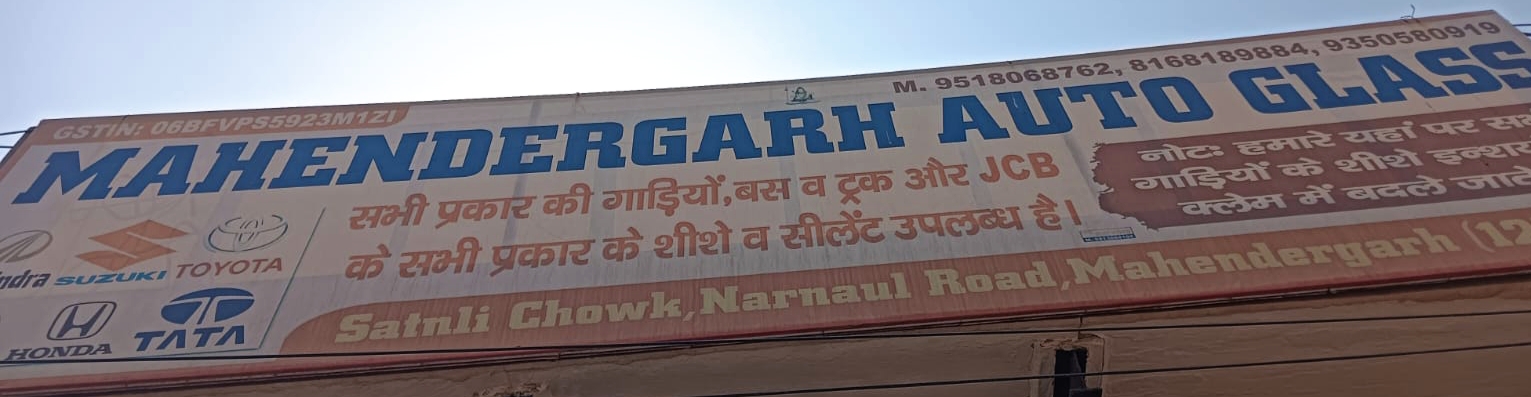 GSTIN: 06BFVPS5923M1ZI
M. 9518068762, 8168189884, 9350580919
MAHENDERGARH AUTO GLASS
सभी प्रकार की गाड़ियों,बस व ट्रक और JCB
के सभी प्रकार के शीशे व सीलेंट उपलब्ध है।
नोटः हमारे यहां पर
गाड़ियों के शीशे
क्लेम में बदले जाते
SUZUKI
TOYOTA
HONDA
TATA
Satnli Chowk,Narnaul Road,Mahendergarh (12